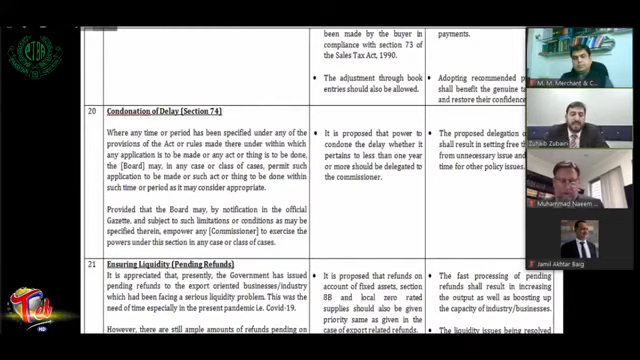 PTBA
been made by the buyer in
compliance with section 73 of
the Sales Tax Act, 1990.
payments.
The adjustment through book
entries should also be allowed.
Adopting recommended
shall benefit the genuine
and restore their confidence
20
Condonation of Delay (Section 74)
Where any time or period has been specified under any of the
provisions of the Act or rules made there under within which
any application is to be made or any act or thing is to be done,
the [Board] may, in any case or class of cases, permit such
application to be made or such act or thing to be done within
such time or period as it may consider appropriate.
Provided that the Board may, by notification in the official
Gazette, and subject to such limitations or conditions as may be
specified therein, empower any [Commissioner] to exercise the
powers under this section in any case or class of cases.
It is proposed that power to
condone the delay whether it
pertains to less than one year
or more should be delegated to
the commissioner.
The proposed delegation
shall result in setting free
from unnecessary issue and
time for other policy issues.
21
Ensuring Liquidity (Pending Refunds)
It is appreciated that, presently, the Government has issued
pending refunds to the export oriented businesses/industry
which had been facing a serious liquidity problem. This was the
need of time especially in the present pandemic i.e. Covid-19.
However, there are still ample amounts of refunds pending on
It is proposed that refunds on
account of fixed assets, section
8B and local zero rated
supplies should also be given
priority same as given in the
case of export related refunds.
The fast processing of pending
refunds shall result in increasing
the output as well as boosting up
the capacity of industry/businesses.
The liquidity issues being resolved
M. M. Merchant & C...
Zuhaib Zubairi
Muhammad Naeem ...
Jamil Akhtar Baig
HD